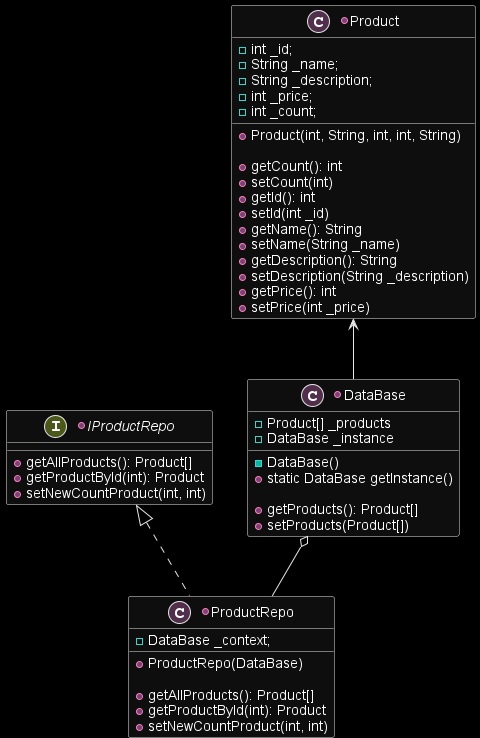 C Product
int _id;
String _name;
String _description;
int _price;
int _count;
Product(int, String, int, int, String)
getCount(): int
setCount(int)
getId(): int
setId(int _id)
getName(): String
setName(String _name)
getDescription(): String
setDescription(String _description)
getPrice(): int
setPrice(int _price)
C DataBase
Product[] _products
DataBase _instance
DataBase()
static DataBase getInstance()
getProducts(): Product[]
setProducts(Product[])
I IProductRepo
getAllProducts(): Product[]
getProductById(int): Product
setNewCountProduct(int, int)
C ProductRepo
DataBase _context;
ProductRepo(DataBase)
getAllProducts(): Product[]
getProductById(int): Product
setNewCountProduct(int, int)